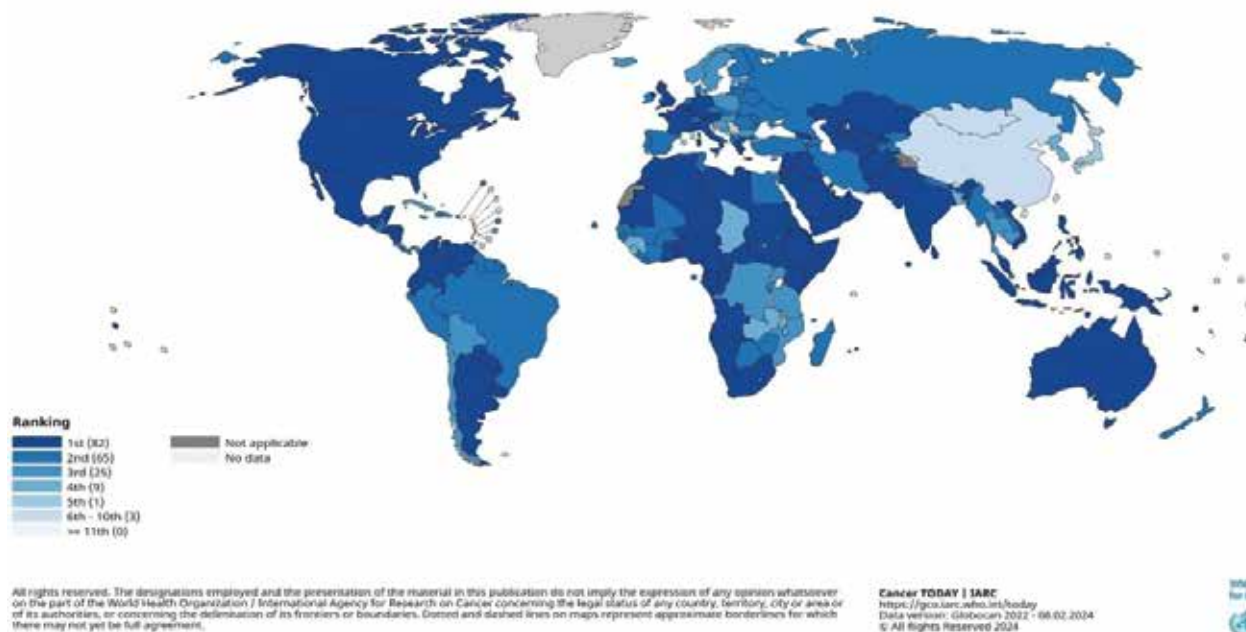 Ranking
1st (82)
2nd (65)
3rd (25)
4th (9)
5th (1)
6th - 10th (3)
>= 11th (0)
Not applicable
No data
All rights reserved. The designations employed and the presentation of the material in this publication do not imply the expression of any opinion whatsoever
on the part of the World Health Organization / International Agency for Research on Cancer concerning the legal status of any country, territory, city or area or
of its authorities, or concerning the delimitation of its frontiers or boundaries. Dotted and dashed lines on maps represent approximate borderlines for which
there may not yet be full agreement.
Cancer TODAY | IARC
https://gco.iarc.who.int/today
Data version: Globocan 2022 - 08.02.2024
© All Rights Reserved 2024